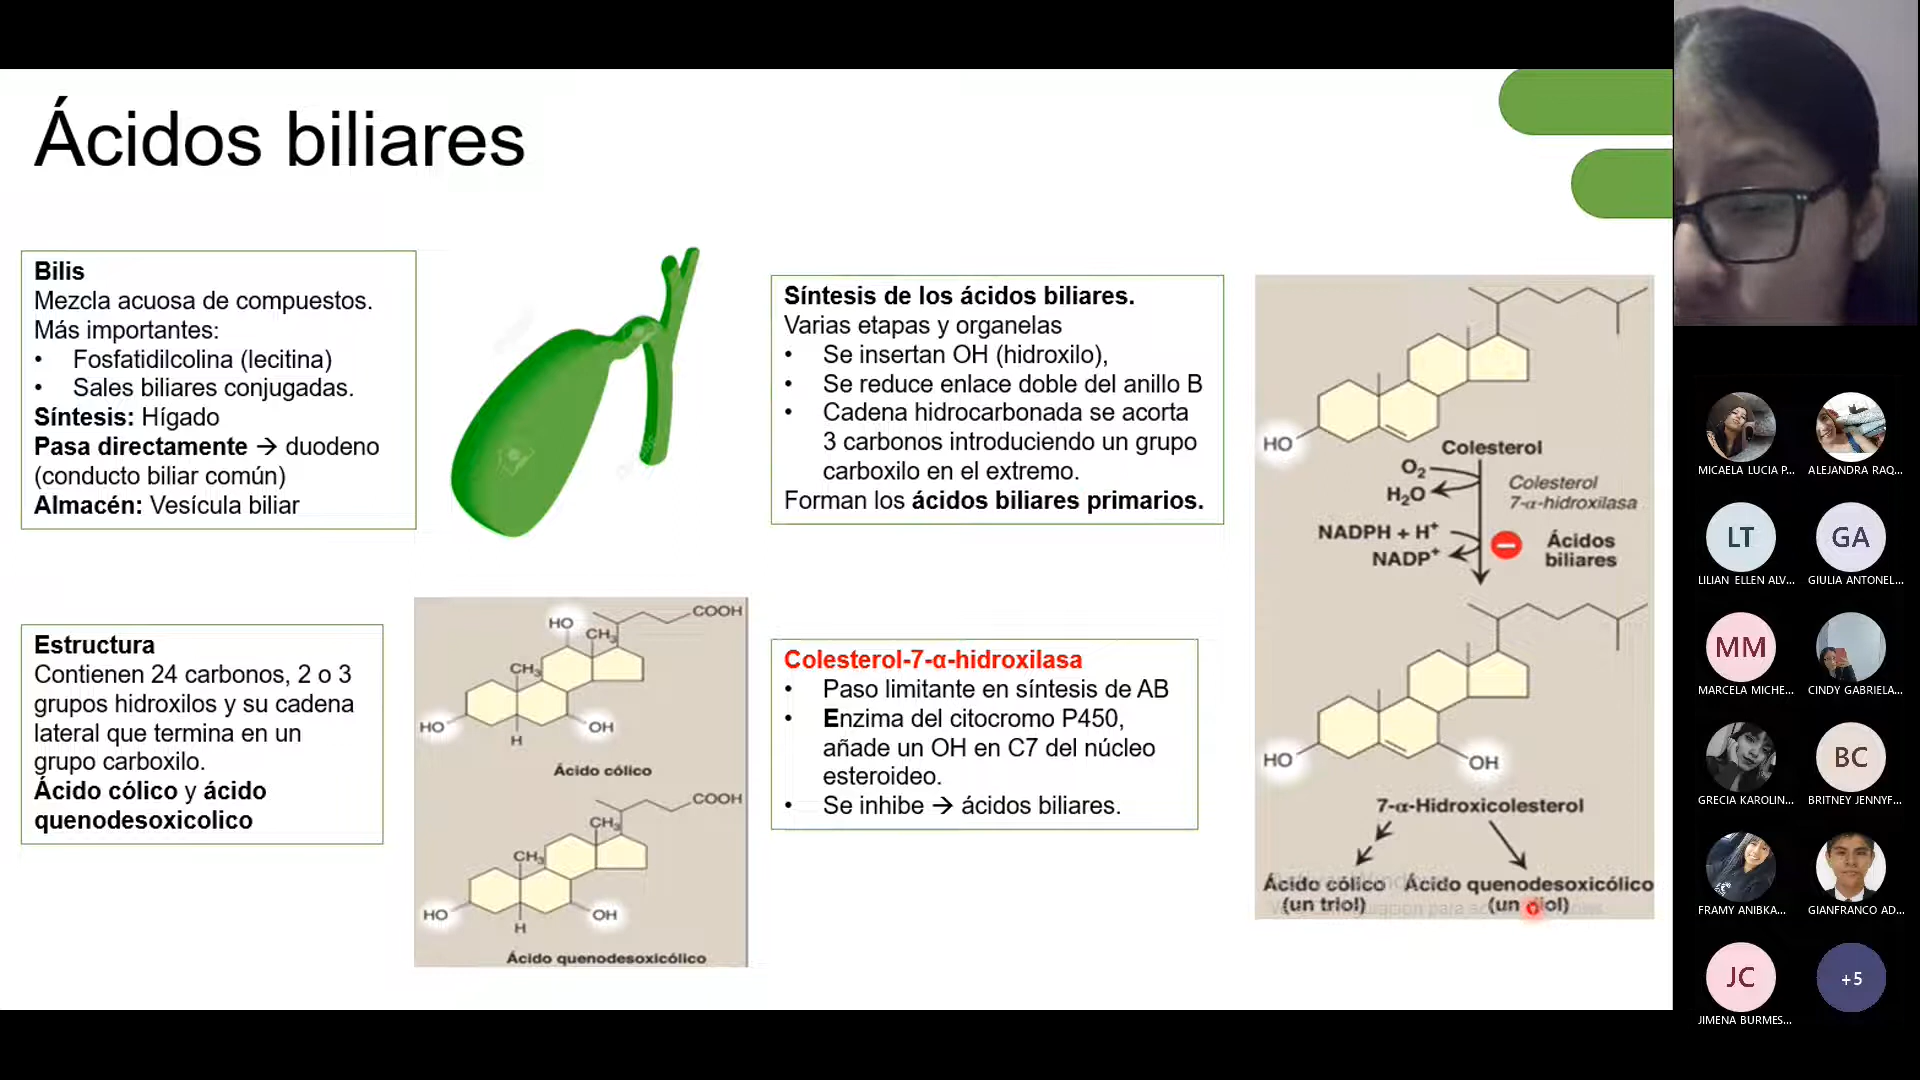 Ácidos biliares
Bilis
Mezcla acuosa de compuestos.
Más importantes:
• Fosfatidilcolina (lecitina)
• Sales biliares conjugadas.
Síntesis: Hígado
Pasa directamente → duodeno
(conducto biliar común)
Almacén: Vesícula biliar
Estructura
Contienen 24 carbonos, 2 o 3
grupos hidroxilos y su cadena
lateral que termina en un
grupo carboxilo.
Ácido cólico y ácido
quenodesoxicolico
COOH
HO
CH3
CH3
HO
OH
H
Ácido cólico
COOH
CH3
CH3
HO
OH
H
Ácido quenodesoxicólico
Síntesis de los ácidos biliares.
Varias etapas y organelas
• Se insertan OH (hidroxilo),
• Se reduce enlace doble del anillo B
• Cadena hidrocarbonada se acorta
3 carbonos introduciendo un grupo
carboxilo en el extremo.
Forman los ácidos biliares primarios.
Colesterol-7-α-hidroxilasa
• Paso limitante en síntesis de AB
• Enzima del citocromo P450,
añade un OH en C7 del núcleo
esteroideo.
• Se inhibe → ácidos biliares.
HO
Colesterol
O2
H2O
Colesterol
7-α-hidroxilasa
NADPH + H+
NADP+
Ácidos
biliares
HO
OH
7-α-Hidroxicolesterol
Ácido cólico
(un triol)
Ácido quenodesoxicólico
(un diol)
MICAELA LUCIA P...
ALEJANDRA RAQ...
LT
GA
LILIAN ELLEN ALV...
GIULIA ANTONEL...
MM
MARCELA MICHE...
CINDY GABRIELA...
BC
GRECIA KAROLIN...
BRITNEY JENNYF...
FRAMY ANIBKA...
GIANFRANCO AD...
JC
+5
JIMENA BURMES...